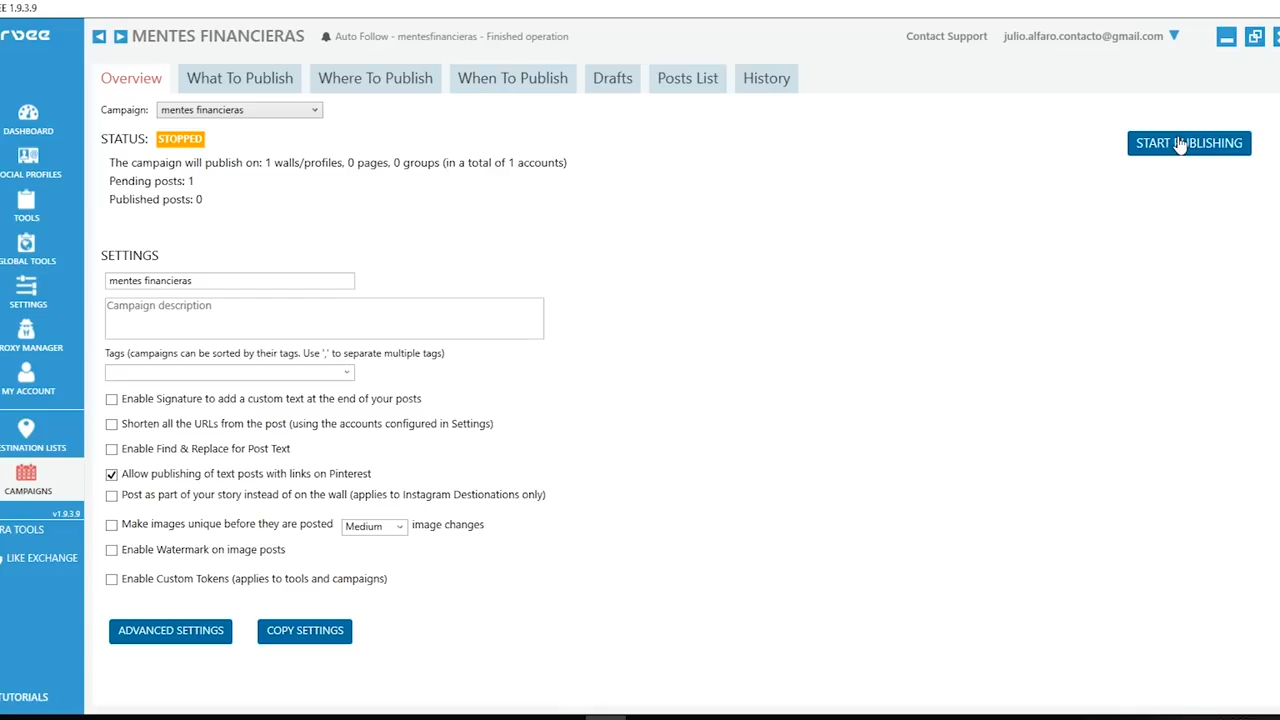 EE 1.9.3.9
MENTES FINANCIERAS
Auto Follow - mentesfinancieras - Finished operation
Contact Support
julio.alfaro.contacto@gmail.com
Overview
What To Publish
Where To Publish
When To Publish
Drafts
Posts List
History
Campaign: mentes financieras
STATUS: STOPPED
START PUBLISHING
The campaign will publish on: 1 walls/profiles, 0 pages, 0 groups (in a total of 1 accounts)
Pending posts: 1
Published posts: 0
SETTINGS
mentes financieras
Campaign description
Tags (campaigns can be sorted by their tags. Use ',' to separate multiple tags)
Enable Signature to add a custom text at the end of your posts
Shorten all the URLs from the post (using the accounts configured in Settings)
Enable Find & Replace for Post Text
Allow publishing of text posts with links on Pinterest
Post as part of your story instead of on the wall (applies to Instagram Destionations only)
Make images unique before they are posted Medium image changes
Enable Watermark on image posts
Enable Custom Tokens (applies to tools and campaigns)
ADVANCED SETTINGS
COPY SETTINGS
rvee
DASHBOARD
OCIAL PROFILES
TOOLS
GLOBAL TOOLS
SETTINGS
ROXY MANAGER
MY ACCOUNT
ESTINATION LISTS
CAMPAIGNS
v1.9.3.9
RA TOOLS
LIKE EXCHANGE
TUTORIALS